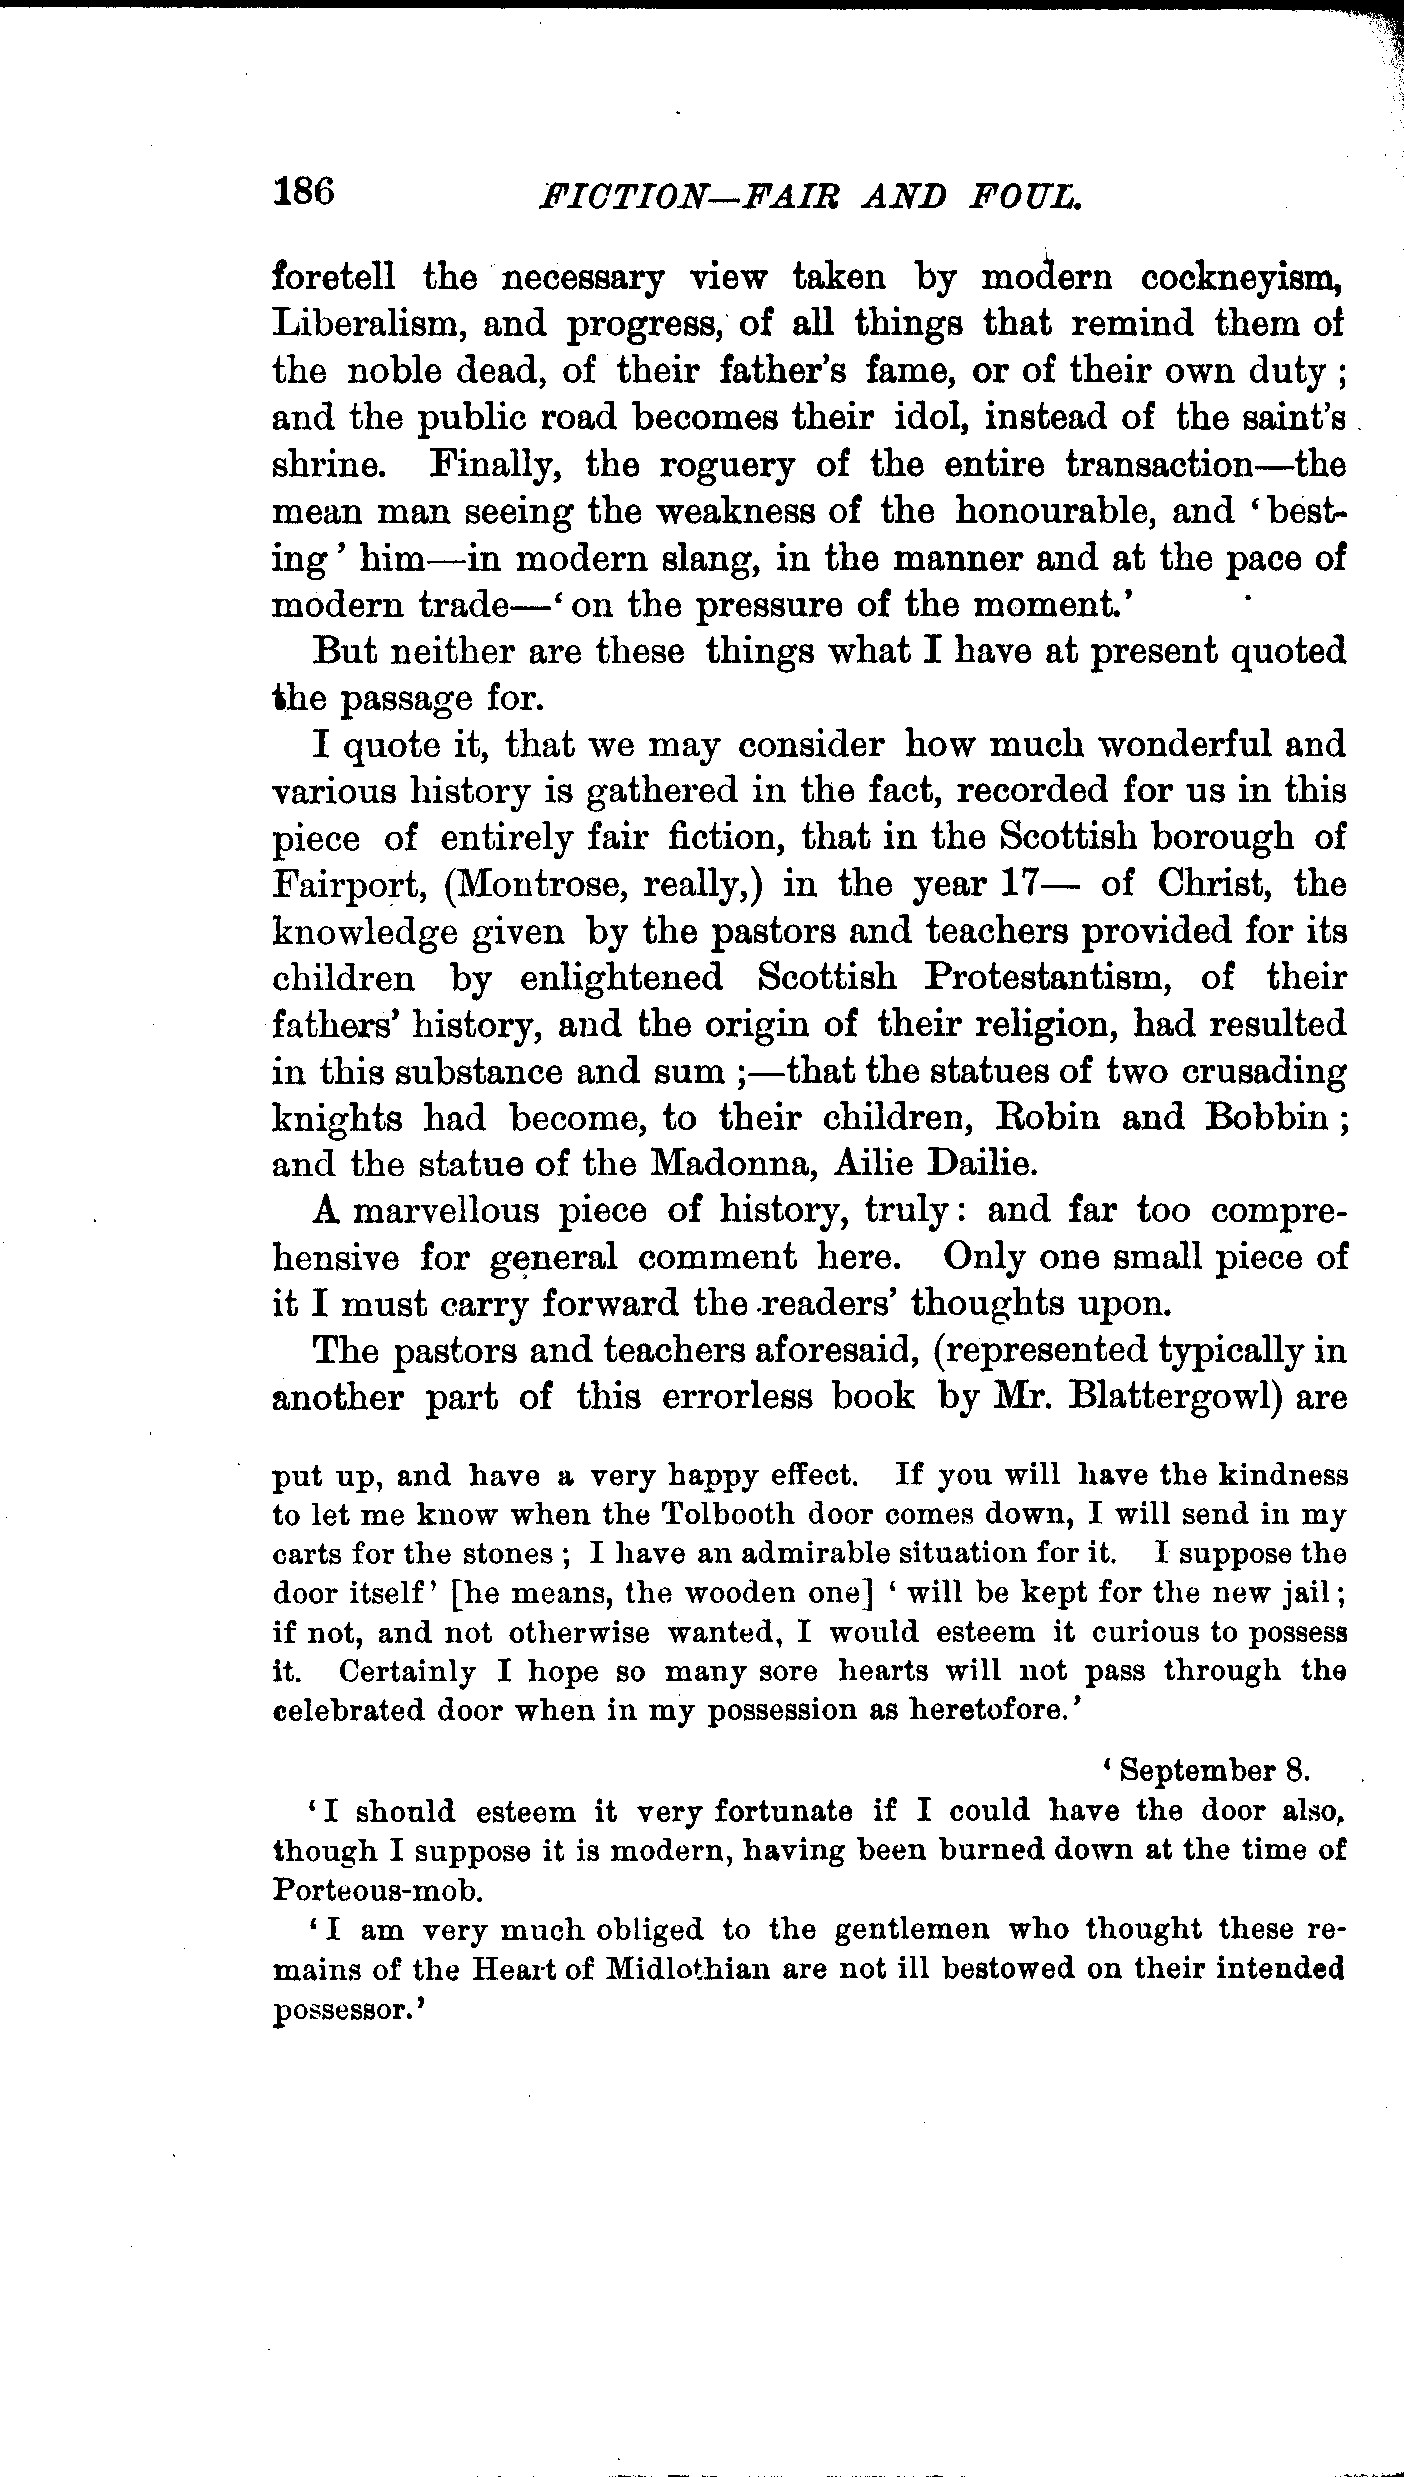 186 FICTION—FAIR AND FOUL.
foretell the necessary view taken by modern cockneyism,
Liberalism, and progress, of all things that remind them of
the noble dead, of their father's fame, or of their own duty ;
and the public road becomes their idol, instead of the saint's
shrine. Finally, the roguery of the entire transaction—the
mean man seeing the weakness of the honourable, and ‘best-
ing’ him—in modern slang, in the manner and at the pace of
modern trade—‘on the pressure of the moment.’
But neither are these things what I have at present quoted
the passage for.
I quote it, that we may consider how much wonderful and
various history is gathered in the fact, recorded for us in this
piece of entirely fair fiction, that in the Scottish borough of
Fairport, (Montrose, really,) in the year 17— of Christ, the
knowledge given by the pastors and teachers provided for its
children by enlightened Scottish Protestantism, of their
fathers’ history, and the origin of their religion, had resulted
in this substance and sum ;—that the statues of two crusading
knights had become, to their children, Robin and Bobbin ;
and the statue of the Madonna, Ailie Dailie.
A marvellous piece of history, truly : and far too compre-
hensive for general comment here. Only one small piece of
it I must carry forward the readers’ thoughts upon.
The pastors and teachers aforesaid, (represented typically in
another part of this errorless book by Mr. Blattergowl) are
put up, and have a very happy effect. If you will have the kindness
to let me know when the Tolbooth door comes down, I will send in my
carts for the stones ; I have an admirable situation for it. I suppose the
door itself’ [he means, the wooden one] ‘will be kept for the new jail ;
if not, and not otherwise wanted, I would esteem it curious to possess
it. Certainly I hope so many sore hearts will not pass through the
celebrated door when in my possession as heretofore.’
‘September 8.
‘I should esteem it very fortunate if I could have the door also,
though I suppose it is modern, having been burned down at the time of
Porteous-mob.
‘I am very much obliged to the gentlemen who thought these re-
mains of the Heart of Midlothian are not ill bestowed on their intended
possessor.’